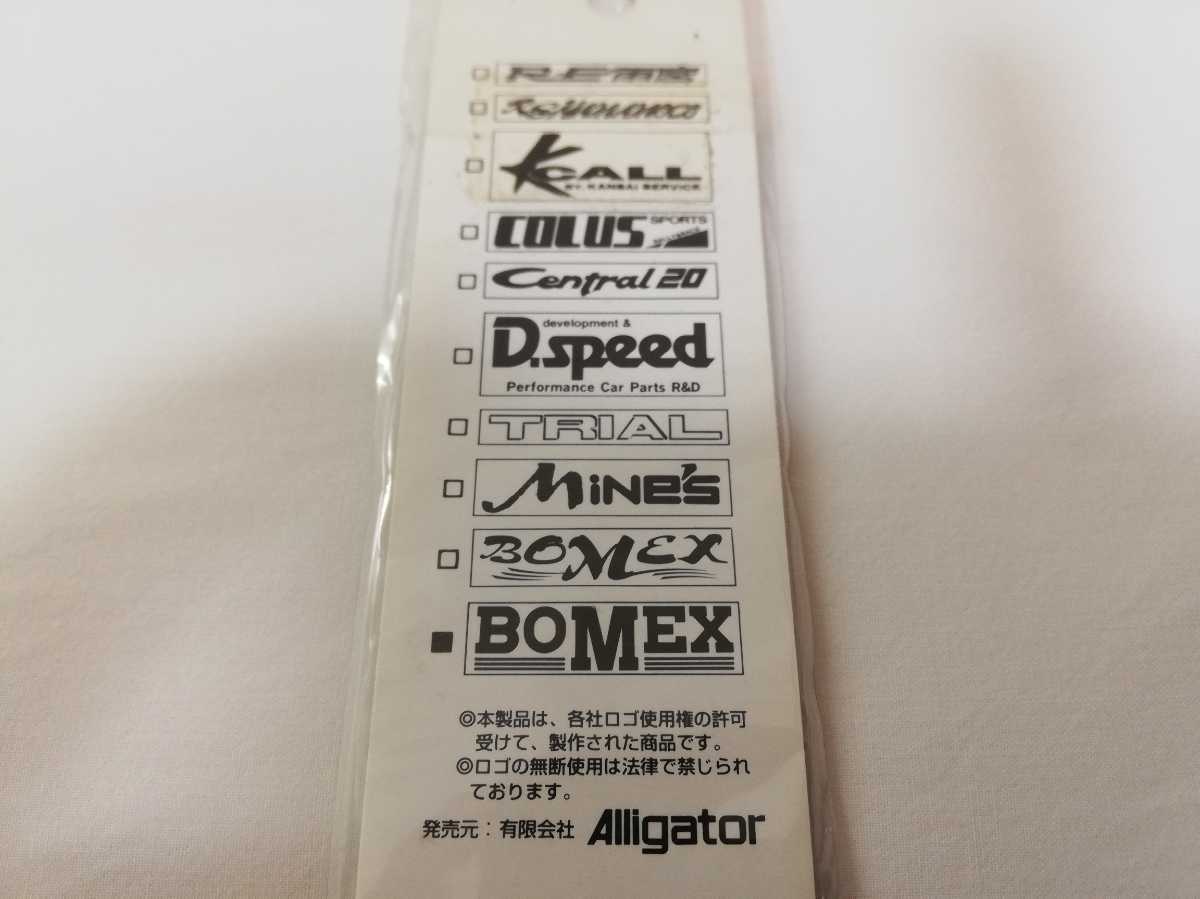 RE雨宮
K CALL
BY. KANSAI SERVICE
COLUS SPORTS
Central 20
development &
D.speed
Performance Car Parts R&D
TRIAL
MiNe's
BOMEX
BOMEX
◎本製品は、各社ロゴ使用権の許可
受けて、製作された商品です。
◎ロゴの無断使用は法律で禁じられ
ております。
発売元：有限会社 Alligator